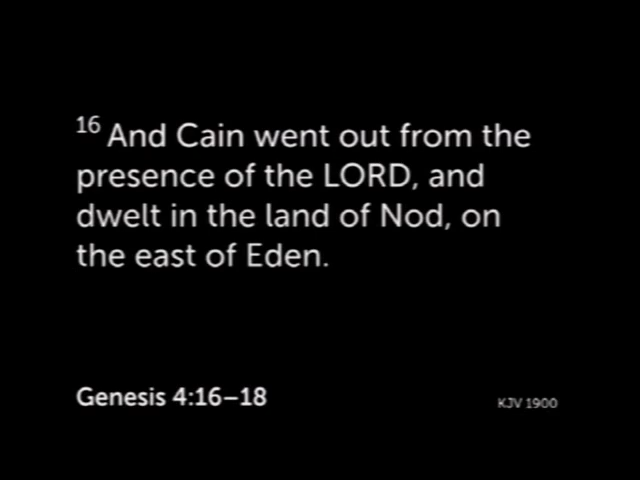 16 And Cain went out from the
presence of the LORD, and
dwelt in the land of Nod, on
the east of Eden.
Genesis 4:16–18
KJV 1900